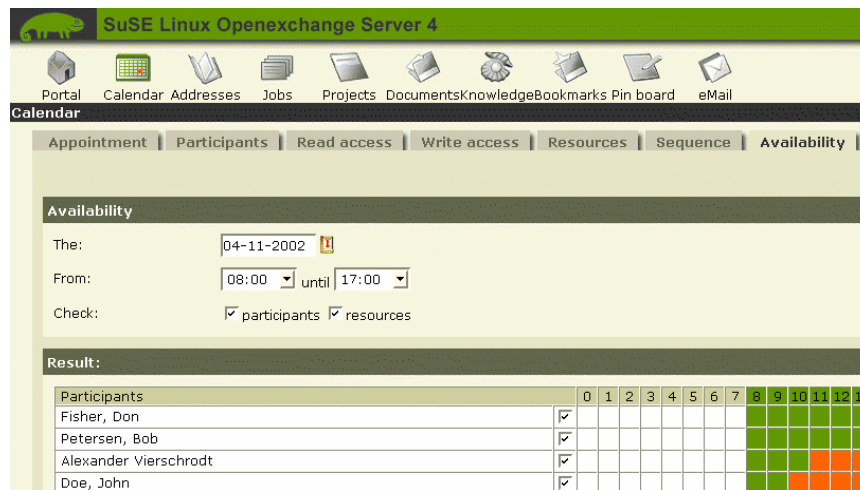 SuSE Linux Openexchange Server 4
Portal Calendar Addresses Jobs Projects Documents Knowledge Bookmarks Pin board eMail
Calendar
Appointment Participants Read access Write access Resources Sequence Availability
Availability
The: 04-11-2002
From: 08:00 until 17:00
Check: participants resources
Result:
Participants 0 1 2 3 4 5 6 7 8 9 10 11 12 1
Fisher, Don
Petersen, Bob
Alexander Vierschrodt
Doe, John